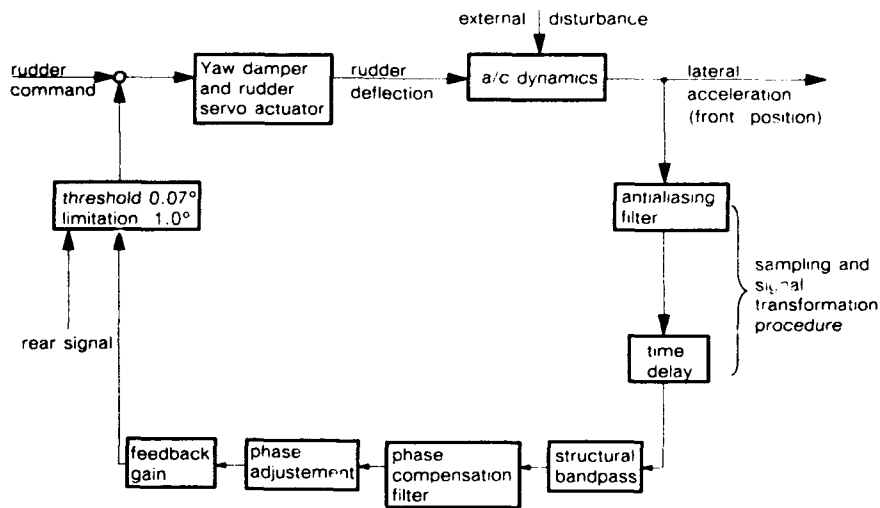 external disturbance
rudder
command
Yaw damper
and rudder
servo actuator
rudder
deflection
a/c dynamics
lateral
acceleration
(front position)
threshold 0.07°
limitation 1.0°
antialiasing
filter
sampling and
signal
transformation
procedure
rear signal
time
delay
feedback
gain
phase
adjustement
phase
compensation
filter
structural
bandpass